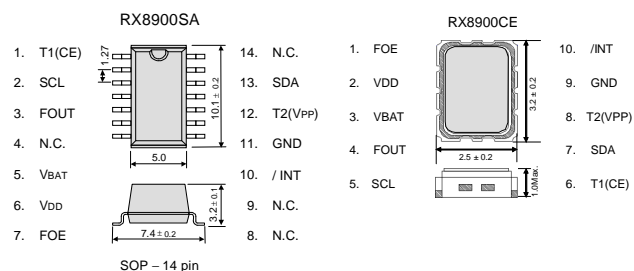 RX8900SA
1. T1(CE)
2. SCL
3. FOUT
4. N.C.
5. VBAT
6. VDD
7. FOE
1.27
10.1 ± 0.2
5.0
3.2 ± 0.1
7.4 ± 0.2
14. N.C.
13. SDA
12. T2(VPP)
11. GND
10. / INT
9. N.C.
8. N.C.
SOP – 14 pin
RX8900CE
1. FOE
2. VDD
3. VBAT
4. FOUT
5. SCL
3.2 ± 0.2
2.5 ± 0.2
1.0Max.
10. /INT
9. GND
8. T2(VPP)
7. SDA
6. T1(CE)